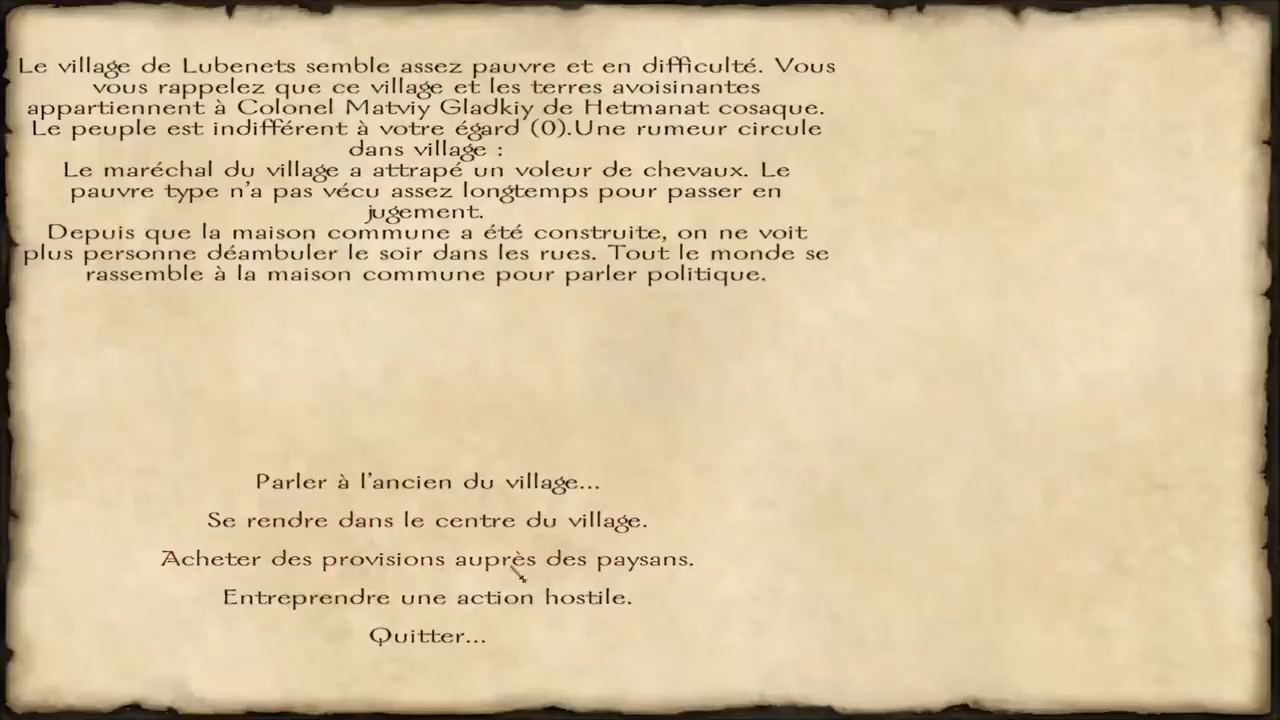 Le village de Lubenets semble assez pauvre et en difficulté. Vous
vous rappelez que ce village et les terres avoisinantes
appartiennent à Colonel Matviy Gladkiy de Hetmanat cosaque.
Le peuple est indifférent à votre égard (0).Une rumeur circule
dans village :
Le maréchal du village a attrapé un voleur de chevaux. Le
pauvre type n'a pas vécu assez longtemps pour passer en
jugement.
Depuis que la maison commune a été construite, on ne voit
plus personne déambuler le soir dans les rues. Tout le monde se
rassemble à la maison commune pour parler politique.
Parler à l'ancien du village...
Se rendre dans le centre du village.
Acheter des provisions auprès des paysans.
Entreprendre une action hostile.
Quitter...